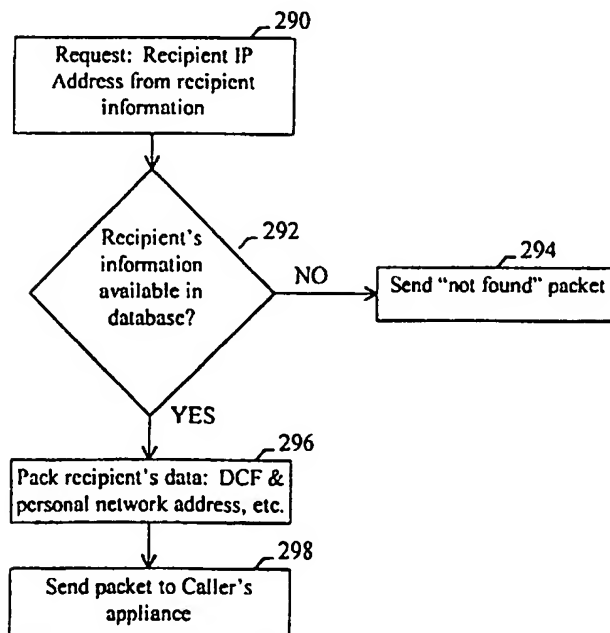 290
Request: Recipient IP
Address from recipient
information
292
Recipient's
information
available in
database?
NO
294
Send "not found" packet
YES
296
Pack recipient's data: DCF &
personal network address, etc.
298
Send packet to Caller's
appliance